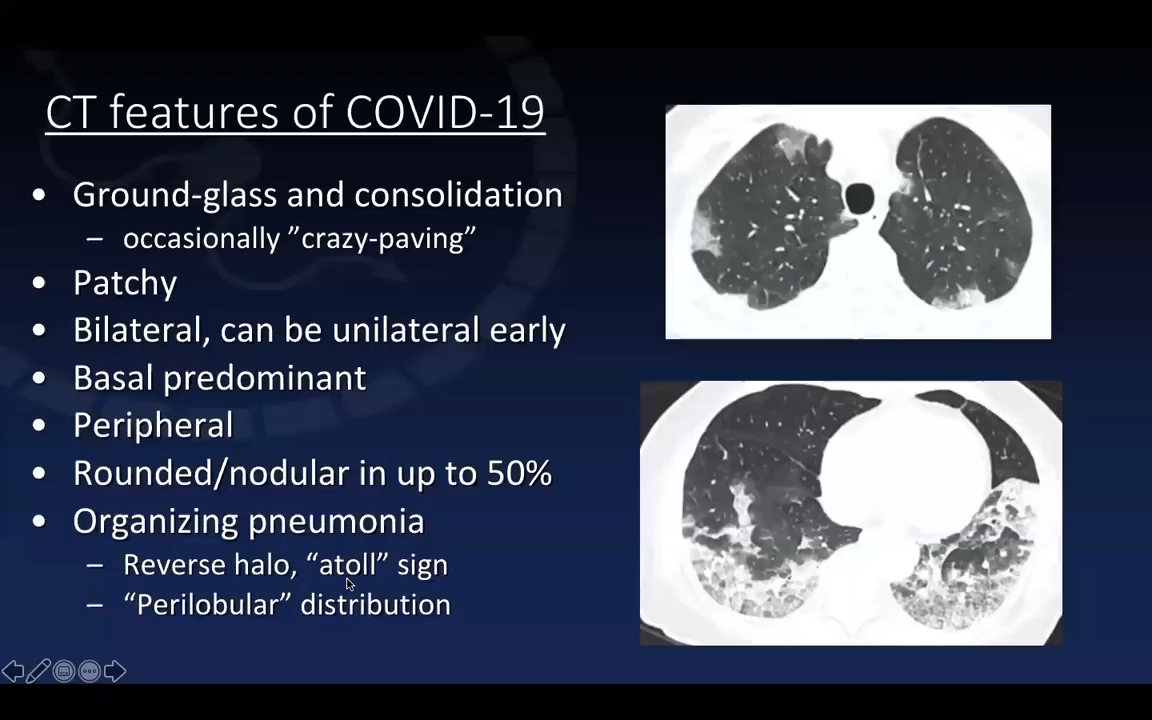 CT features of COVID-19
• Ground-glass and consolidation
– occasionally ”crazy-paving”
• Patchy
• Bilateral, can be unilateral early
• Basal predominant
• Peripheral
• Rounded/nodular in up to 50%
• Organizing pneumonia
– Reverse halo, “atoll” sign
– “Perilobular” distribution